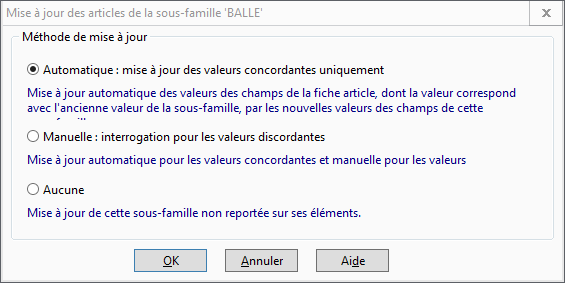 Mise à jour des articles de la sous-famille 'BALLE'
Méthode de mise à jour
Automatique : mise à jour des valeurs concordantes uniquement
Mise à jour automatique des valeurs des champs de la fiche article, dont la valeur correspond
avec l'ancienne valeur de la sous-famille, par les nouvelles valeurs des champs de cette
Manuelle : interrogation pour les valeurs discordantes
Mise à jour automatique pour les valeurs concordantes et manuelle pour les valeurs
Aucune
Mise à jour de cette sous-famille non reportée sur ses éléments.
OK Annuler Aide